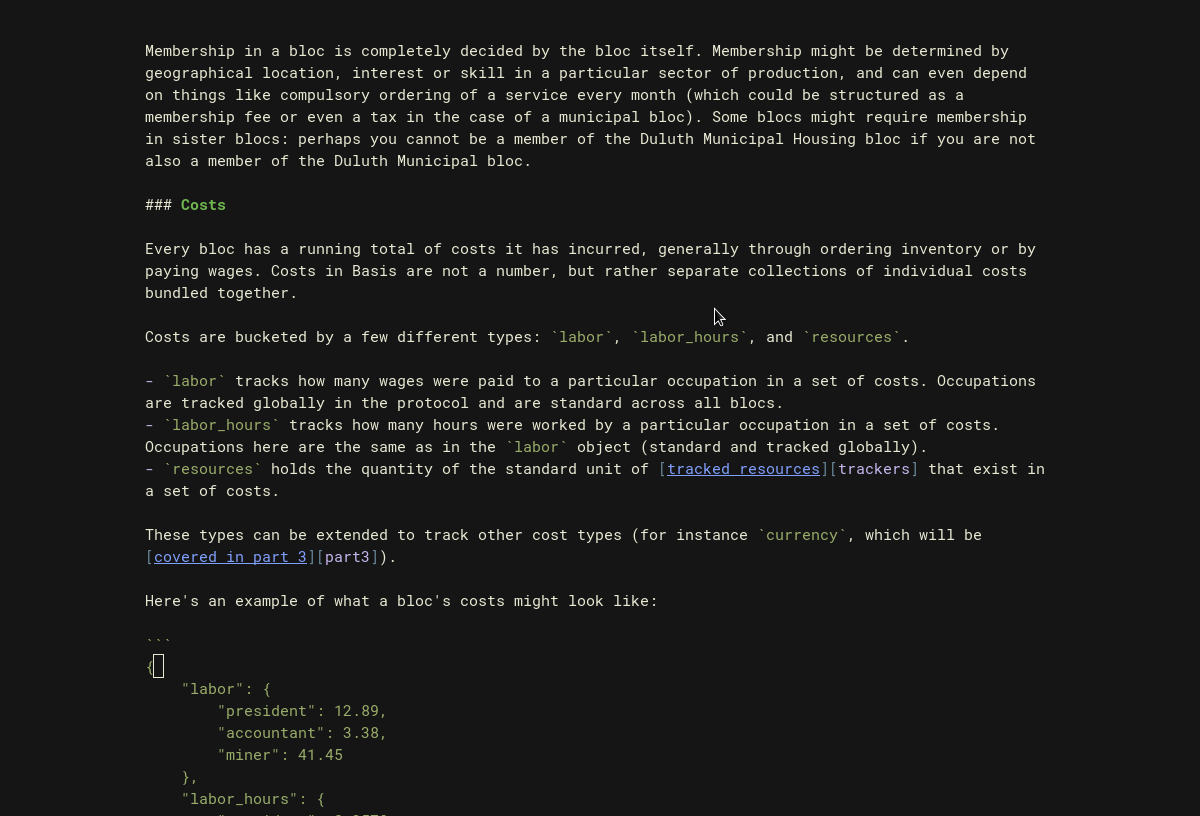 Membership in a bloc is completely decided by the bloc itself. Membership might be determined by
geographical location, interest or skill in a particular sector of production, and can even depend
on things like compulsory ordering of a service every month (which could be structured as a
membership fee or even a tax in the case of a municipal bloc). Some blocs might require membership
in sister blocs: perhaps you cannot be a member of the Duluth Municipal Housing bloc if you are not
also a member of the Duluth Municipal bloc.
### Costs
Every bloc has a running total of costs it has incurred, generally through ordering inventory or by
paying wages. Costs in Basis are not a number, but rather separate collections of individual costs
bundled together.
Costs are bucketed by a few different types: `labor`, `labor_hours`, and `resources`.
- `labor` tracks how many wages were paid to a particular occupation in a set of costs. Occupations
are tracked globally in the protocol and are standard across all blocs.
- `labor_hours` tracks how many hours were worked by a particular occupation in a set of costs.
Occupations here are the same as in the `labor` object (standard and tracked globally).
- `resources` holds the quantity of the standard unit of [tracked resources][trackers] that exist in
a set of costs.
These types can be extended to track other cost types (for instance `currency`, which will be
[covered in part 3][part3]).
Here's an example of what a bloc's costs might look like:
```
{
    "labor": {
        "president": 12.89,
        "accountant": 3.38,
        "miner": 41.45
    },
    "labor_hours": {